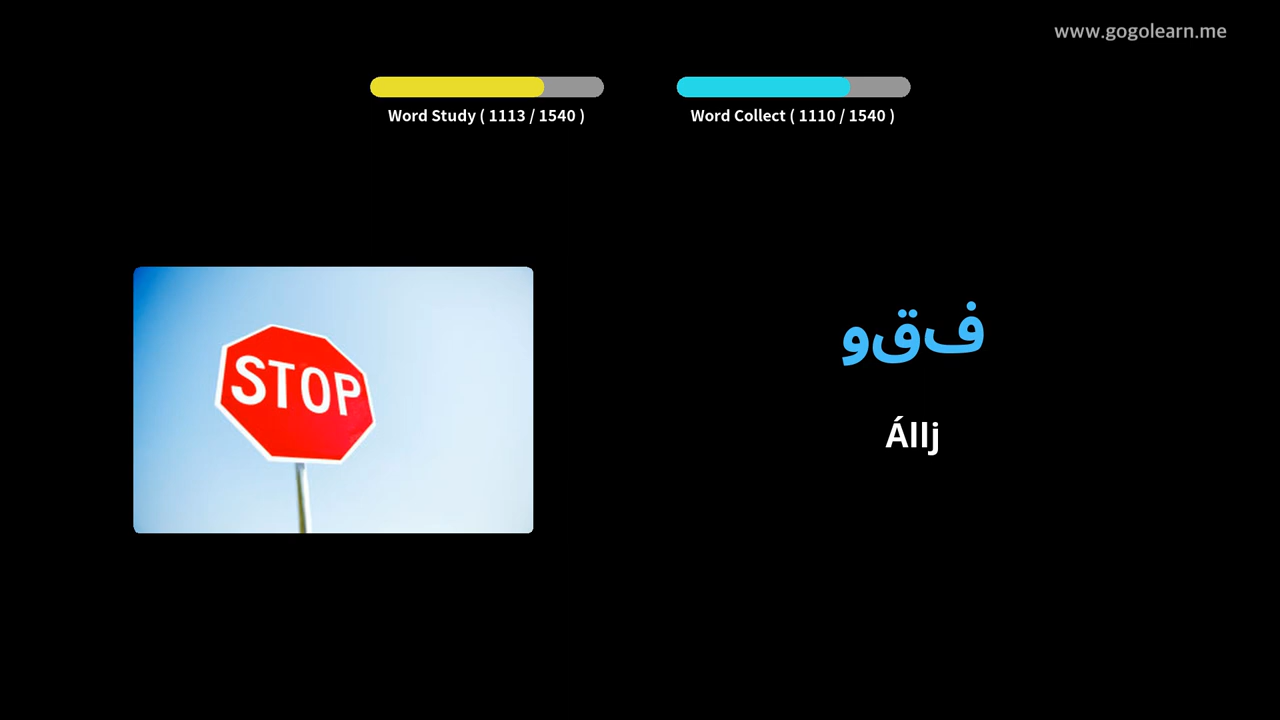 www.gogolearn.me
Word Study ( 1113 / 1540 )
Word Collect ( 1110 / 1540 )
STOP
فقو
Állj